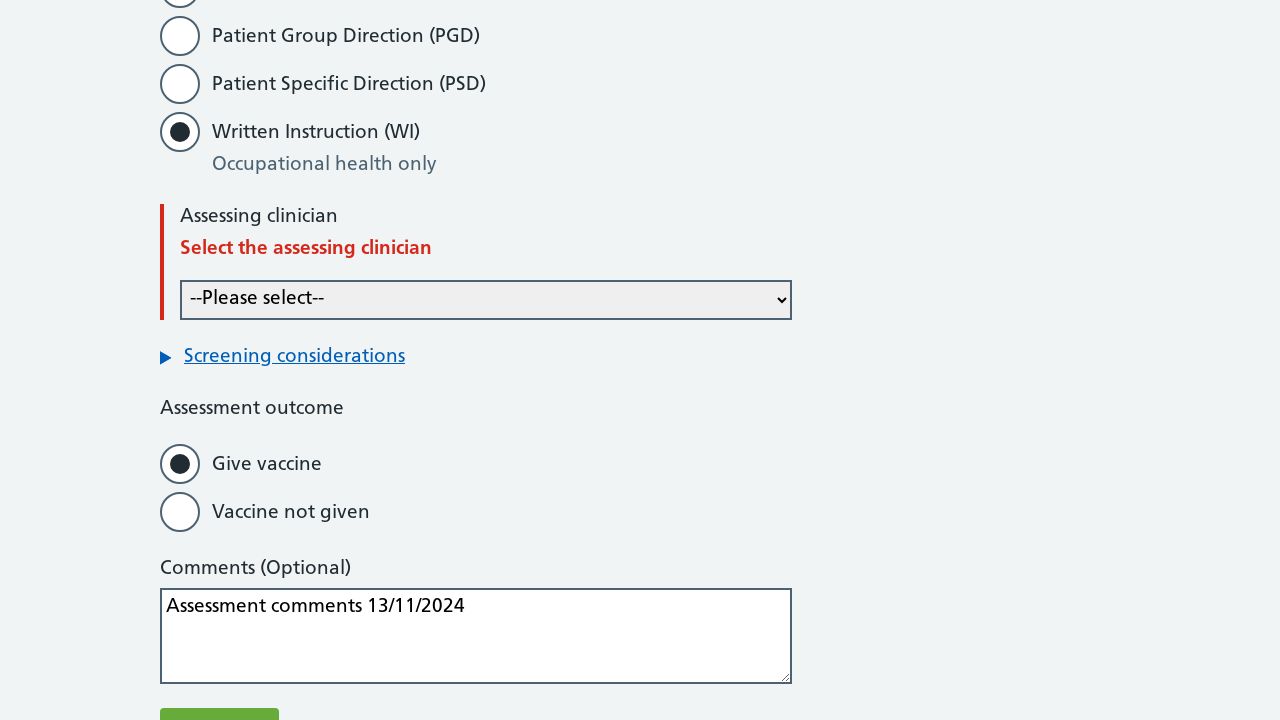 Patient Group Direction (PGD)
Patient Specific Direction (PSD)
Written Instruction (WI)
Occupational health only
Assessing clinician
Select the assessing clinician
--Please select--
Screening considerations
Assessment outcome
Give vaccine
Vaccine not given
Comments (Optional)
Assessment comments 13/11/2024